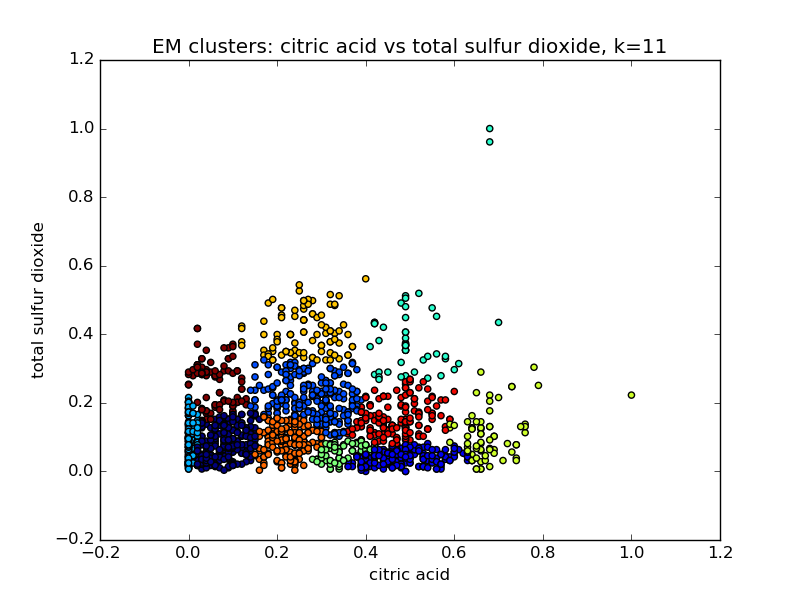 EM clusters: citric acid vs total sulfur dioxide, k=11
1.2
1.0
0.8
0.6
0.4
0.2
0.0
−0.2
total sulfur dioxide
−0.2 0.0 0.2 0.4 0.6 0.8 1.0 1.2
citric acid